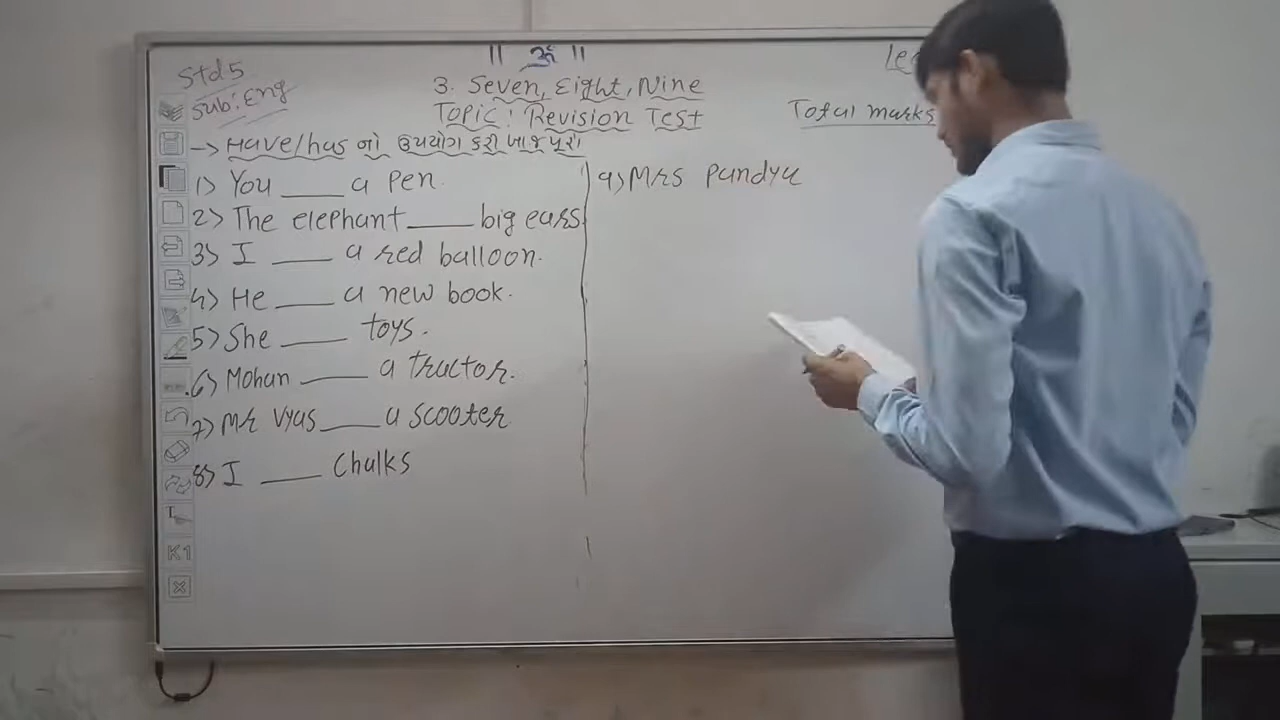 || ૐ ||
Std 5
Sub: Eng
3. Seven, Eight, Nine
Topic: Revision Test
Total marks
→ Have/has નો ઉપયોગ કરી ખા.જ પૂરો
1) You ____ a pen.
2) The elephant ____ big ears
3) I ____ a red balloon.
4) He ____ a new book.
5) She ____ toys.
6) Mohan ____ a tractor.
7) Mr Vyas ____ a scooter
8) I ____ Chalks
9) Mrs Pandya
T
K1